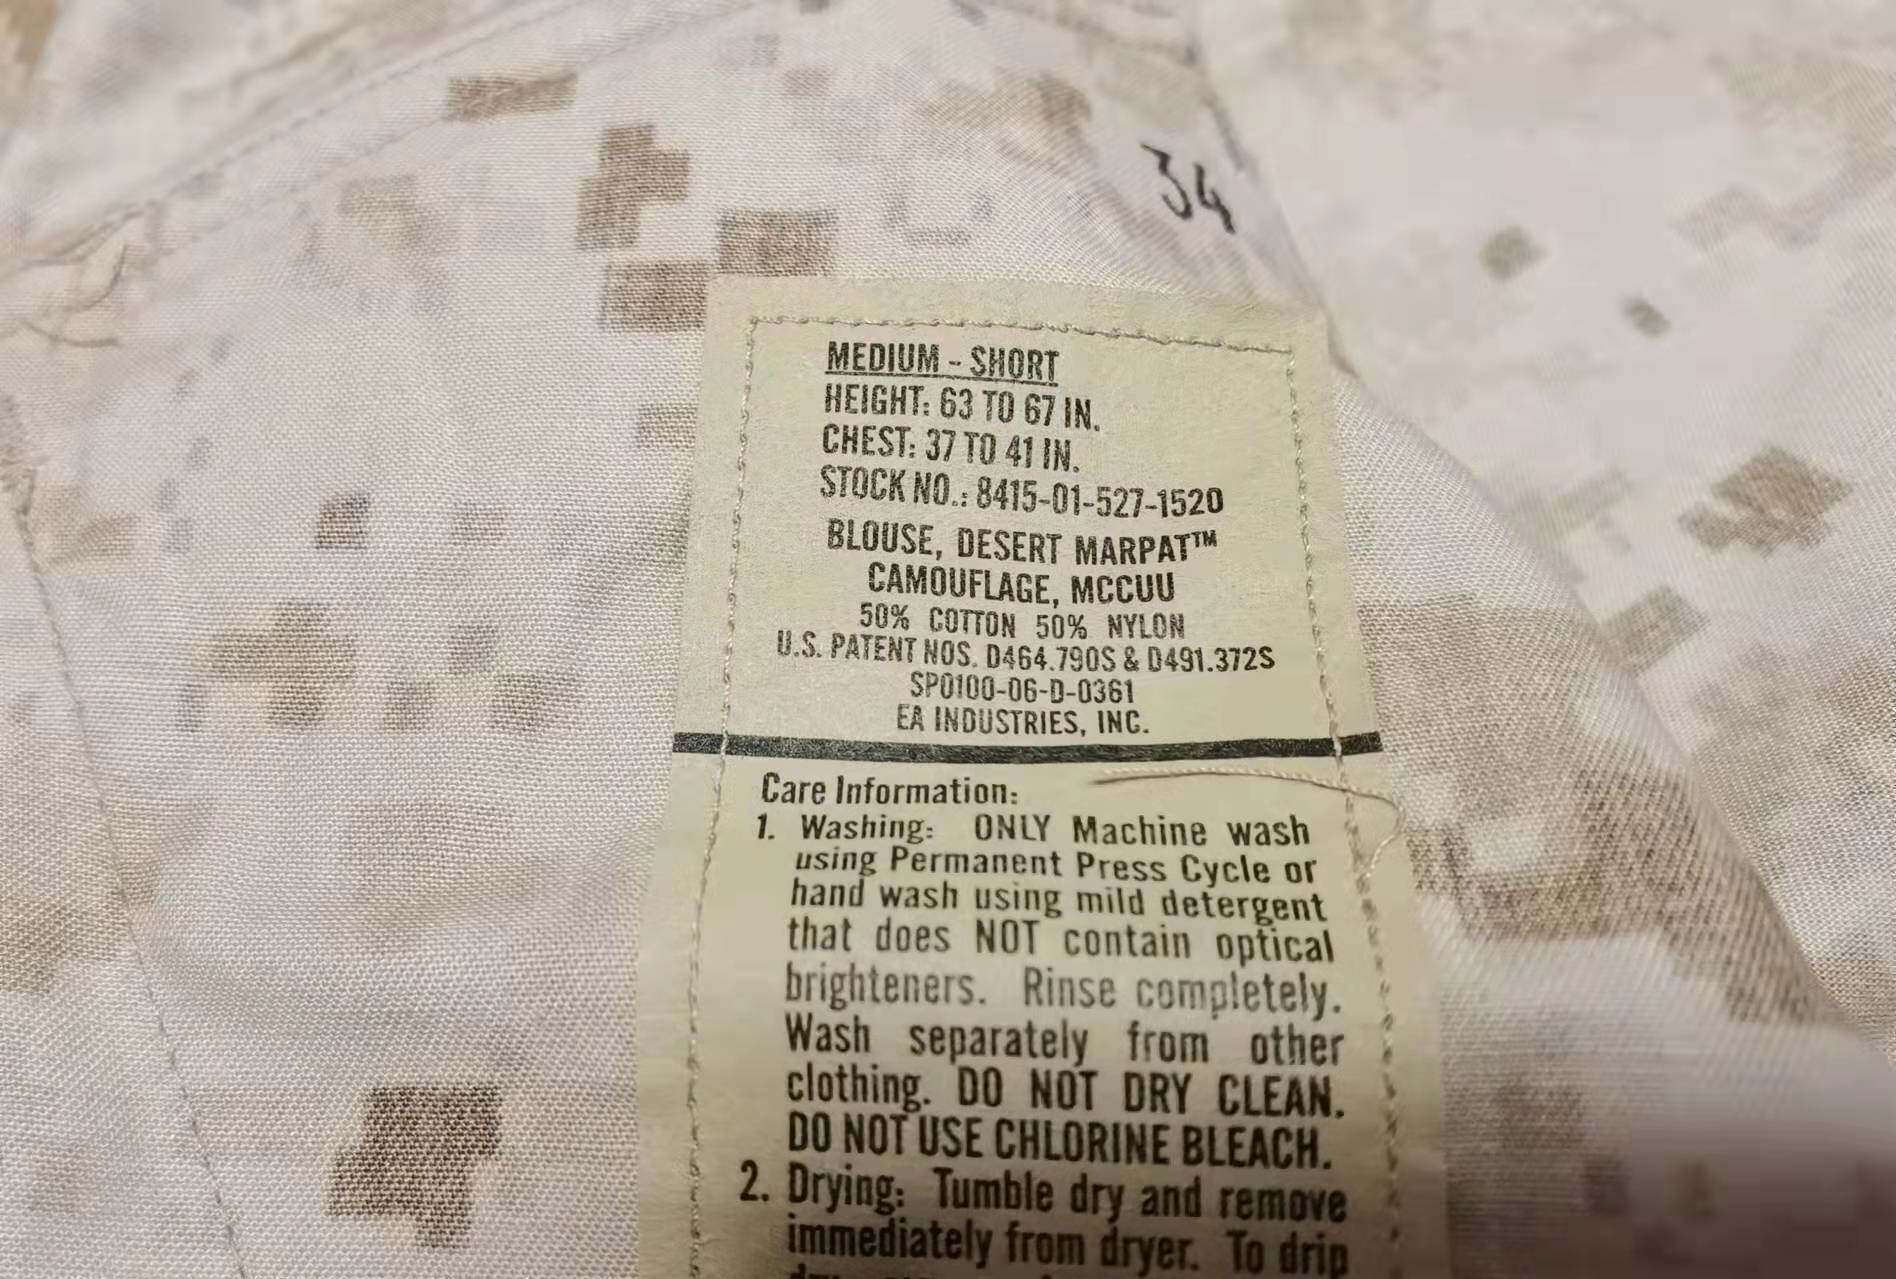 34
MEDIUM - SHORT
HEIGHT: 63 TO 67 IN.
CHEST: 37 TO 41 IN.
STOCK NO.: 8415-01-527-1520
BLOUSE, DESERT MARPAT™
CAMOUFLAGE, MCCUU
50% COTTON 50% NYLON
U.S. PATENT NOS. D464.790S & D491.372S
SP0100-06-D-0361
EA INDUSTRIES, INC.
Care Information:
1. Washing: ONLY Machine wash
using Permanent Press Cycle or
hand wash using mild detergent
that does NOT contain optical
brighteners. Rinse completely.
Wash separately from other
clothing. DO NOT DRY CLEAN.
DO NOT USE CHLORINE BLEACH.
2. Drying: Tumble dry and remove
immediately from dryer. To drip